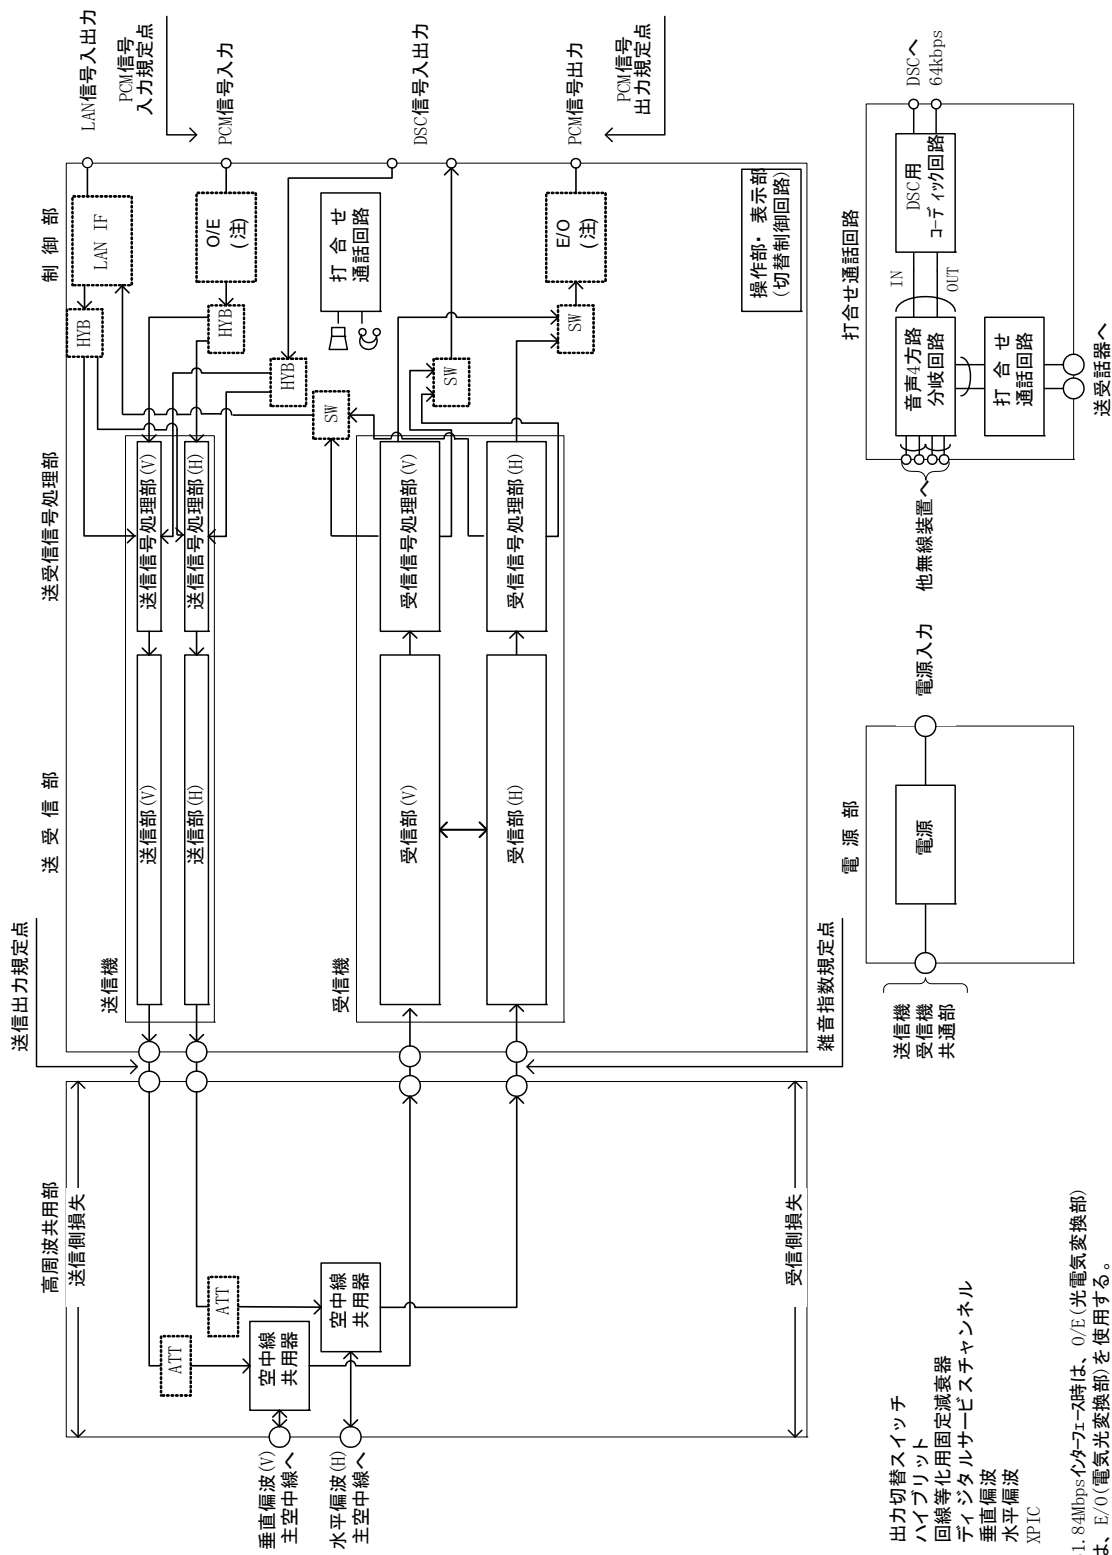 高周波共用部
送受信部
送受信信号処理部
制御部
送信側損失
受信側損失
送信出力規定点
雑音指数規定点
垂直偏波(V)
主空中線へ
水平偏波(H)
主空中線へ
ATT
ATT
空中線
共用器
空中線
共用器
送信機
送信部(V)
送信部(H)
送信信号処理部(V)
送信信号処理部(H)
受信機
受信部(V)
受信部(H)
受信信号処理部(V)
受信信号処理部(H)
HYB
HYB
HYB
SW
SW
SW
LAN IF
O/E
(注)
打合せ
通話回路
E/O
(注)
操作部・表示部
(切替制御回路)
LAN信号入出力
PCM信号
入力規定点
PCM信号入力
DSC信号入出力
PCM信号出力
PCM信号
出力規定点
電源部
電源
送信機
受信機
共通部
電源入力
打合せ通話回路
音声4方路
分岐回路
IN
OUT
DSC用
コーディック回路
DSCへ
64kbps
打合せ
通話回路
他無線装置へ
送受話器へ
出力切替スイッチ
ハイブリット
回線等化用固定減衰器
ディジタルサービスチャンネル
垂直偏波
水平偏波
XPIC
1.84Mbpsインターフェース時は、O/E(光電気変換部)
は、E/O(電気光変換部)を使用する。